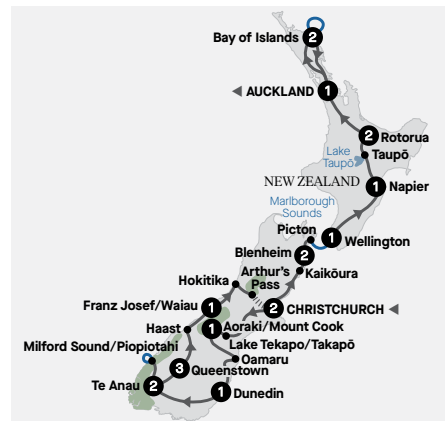 Bay of Islands
2
◀ AUCKLAND
1
2
Rotorua
Lake
Taupō
Taupō
NEW ZEALAND
1
Napier
Marlborough
Sounds
Picton
1
Wellington
Blenheim
2
Arthur's
Pass
Kaikōura
Hokitika
Franz Josef/Waiau
1
2
CHRISTCHURCH ◀
Haast
1
Aoraki/Mount Cook
Lake Tekapo/Takapō
Milford Sound/Piopiotahi
Oamaru
3
Queenstown
Te Anau
2
1
Dunedin